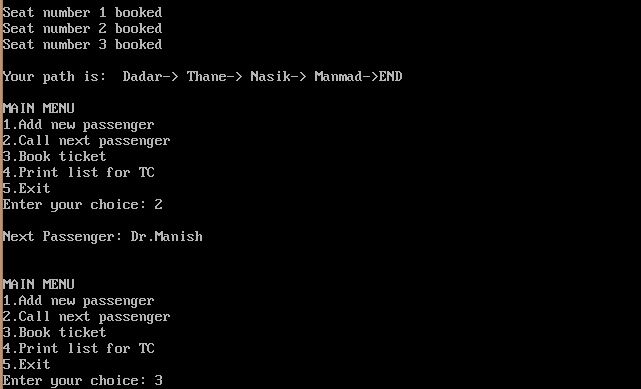 Seat number 1 booked
Seat number 2 booked
Seat number 3 booked
Your path is:  Dadar-> Thane-> Nasik-> Manmad->END
MAIN MENU
1.Add new passenger
2.Call next passenger
3.Book ticket
4.Print list for TC
5.Exit
Enter your choice: 2
Next Passenger: Dr.Manish
MAIN MENU
1.Add new passenger
2.Call next passenger
3.Book ticket
4.Print list for TC
5.Exit
Enter your choice: 3